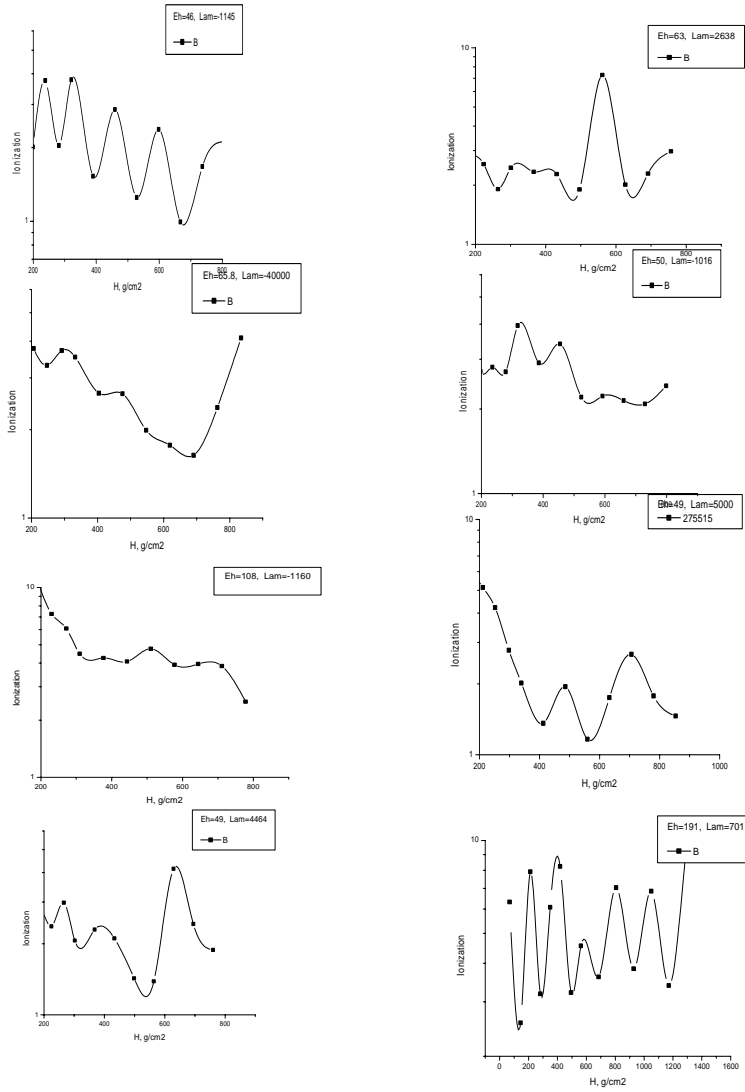 Eh=46, Lam=-1145
B
Ionization
1
200 400 600 800
H, g/cm2
Eh=63, Lam=2638
B
10
Ionization
1
200 400 600 800
H, g/cm2
Eh=65.8, Lam=-40000
B
Ionization
1
200 400 600 800
H, g/cm2
Eh=50, Lam=-1016
B
Ionization
1
200 400 600 800
H, g/cm2
Eh=108, Lam=-1160
10
Ionization
1
200 400 600 800
H, g/cm2
Eh=49, Lam=5000
275515
10
Ionization
1
200 400 600 800 1000
H, g/cm2
Eh=49, Lam=4464
B
Ionization
1
200 400 600 800
H, g/cm2
Eh=191, Lam=701
B
10
Ionization
0 200 400 600 800 1000 1200 1400 1600
H, g/cm2